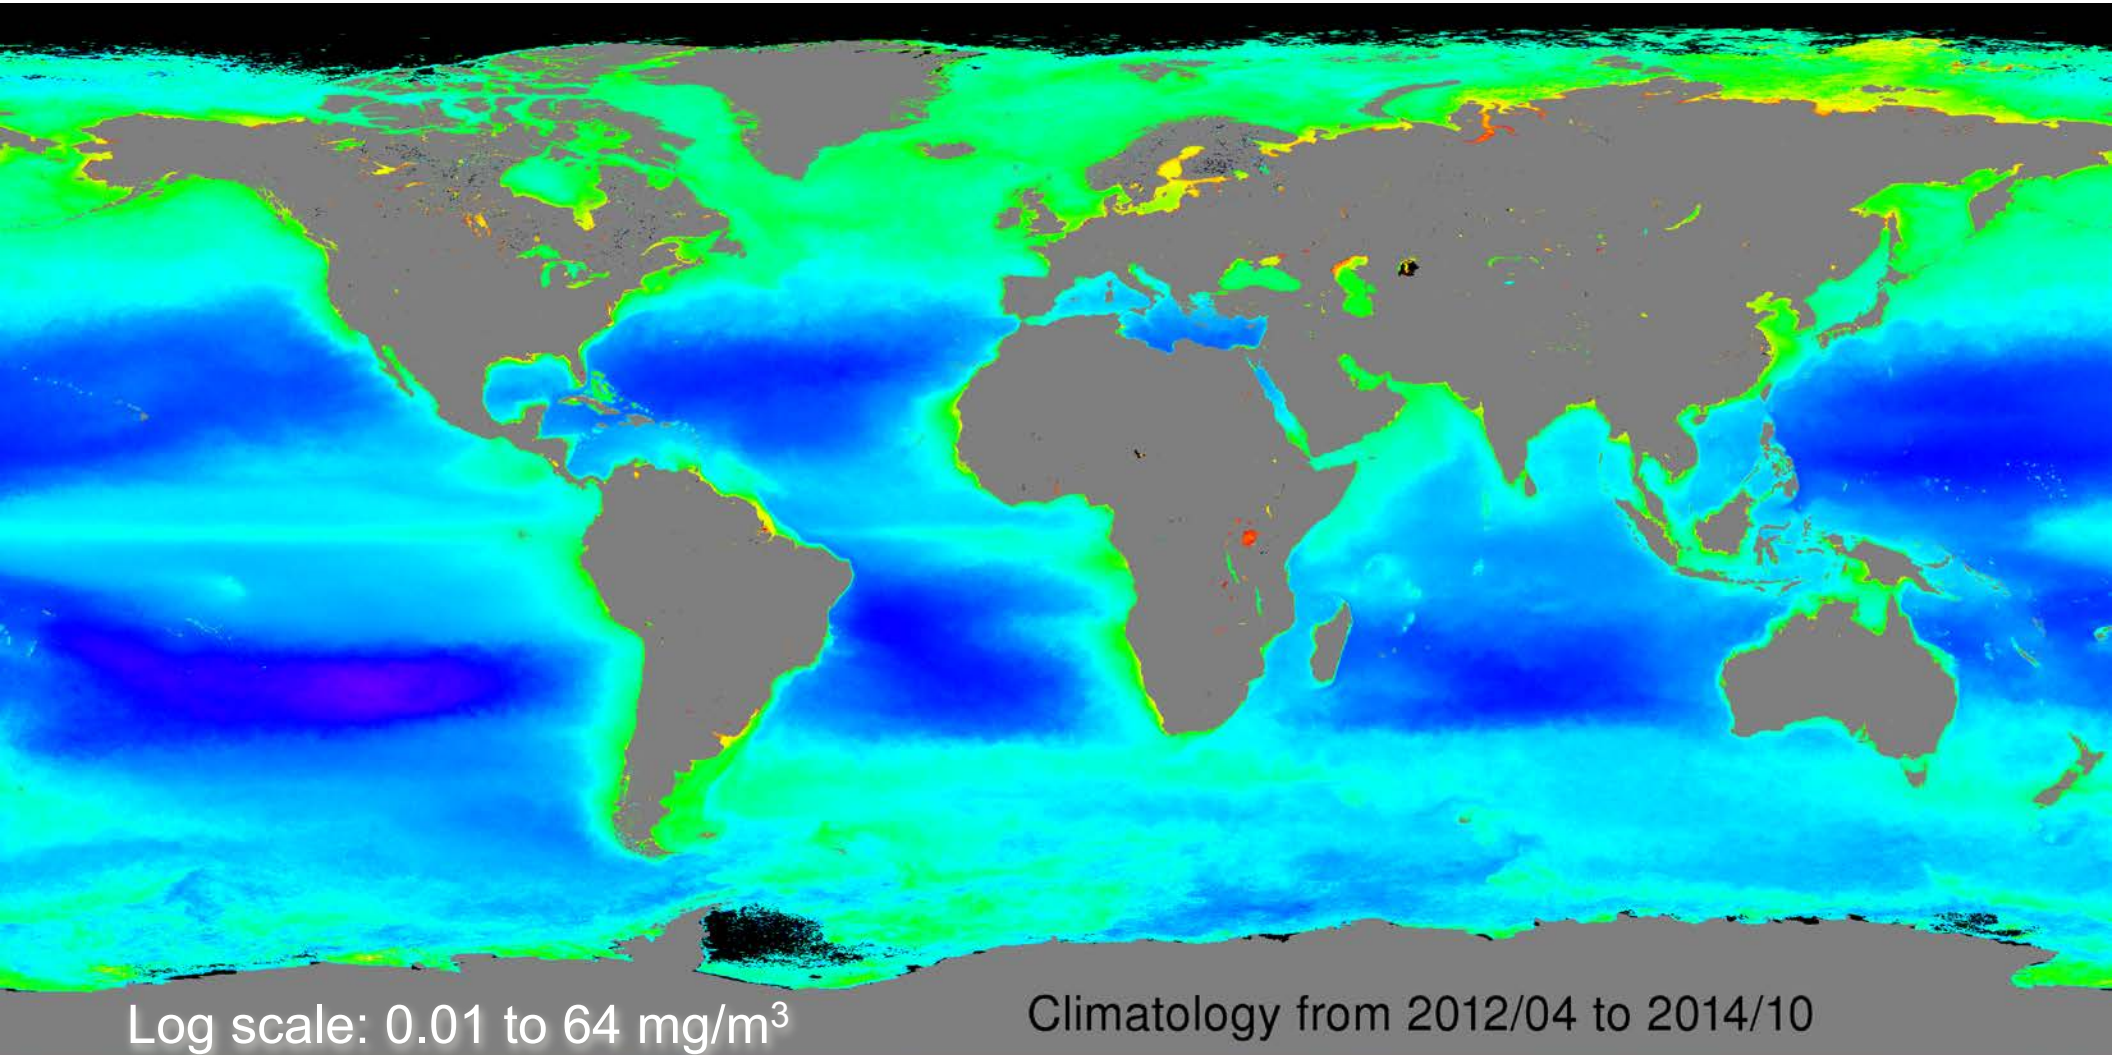 Log scale: 0.01 to 64 mg/m³
Climatology from 2012/04 to 2014/10